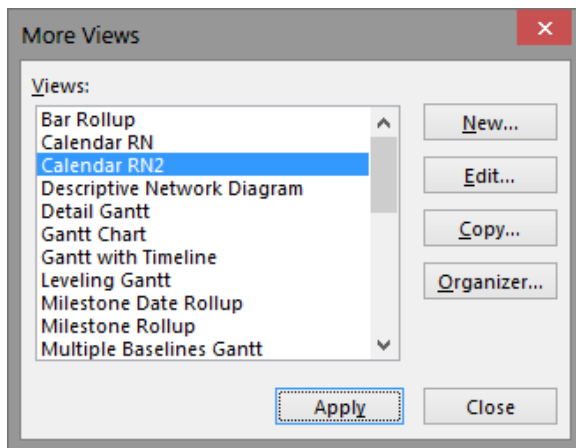 More Views
Views:
Bar Rollup
Calendar RN
Calendar RN2
Descriptive Network Diagram
Detail Gantt
Gantt Chart
Gantt with Timeline
Leveling Gantt
Milestone Date Rollup
Milestone Rollup
Multiple Baselines Gantt
New...
Edit...
Copy...
Organizer...
Apply
Close